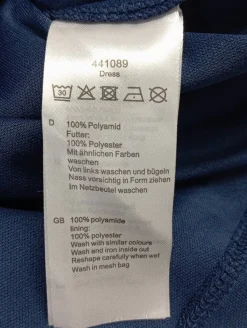 441089
Dress
30
D 100% Polyamid
Futter:
100% Polyester
Mit ähnlichen Farben
waschen
Von links waschen und bügeln
Nass vorsichtig in Form ziehen
Im Netzbeutel waschen
GB 100% polyamide
lining:
100% polyester
Wash with similar colours
Wash and iron inside out
Reshape carefully when wet
Wash in mesh bag